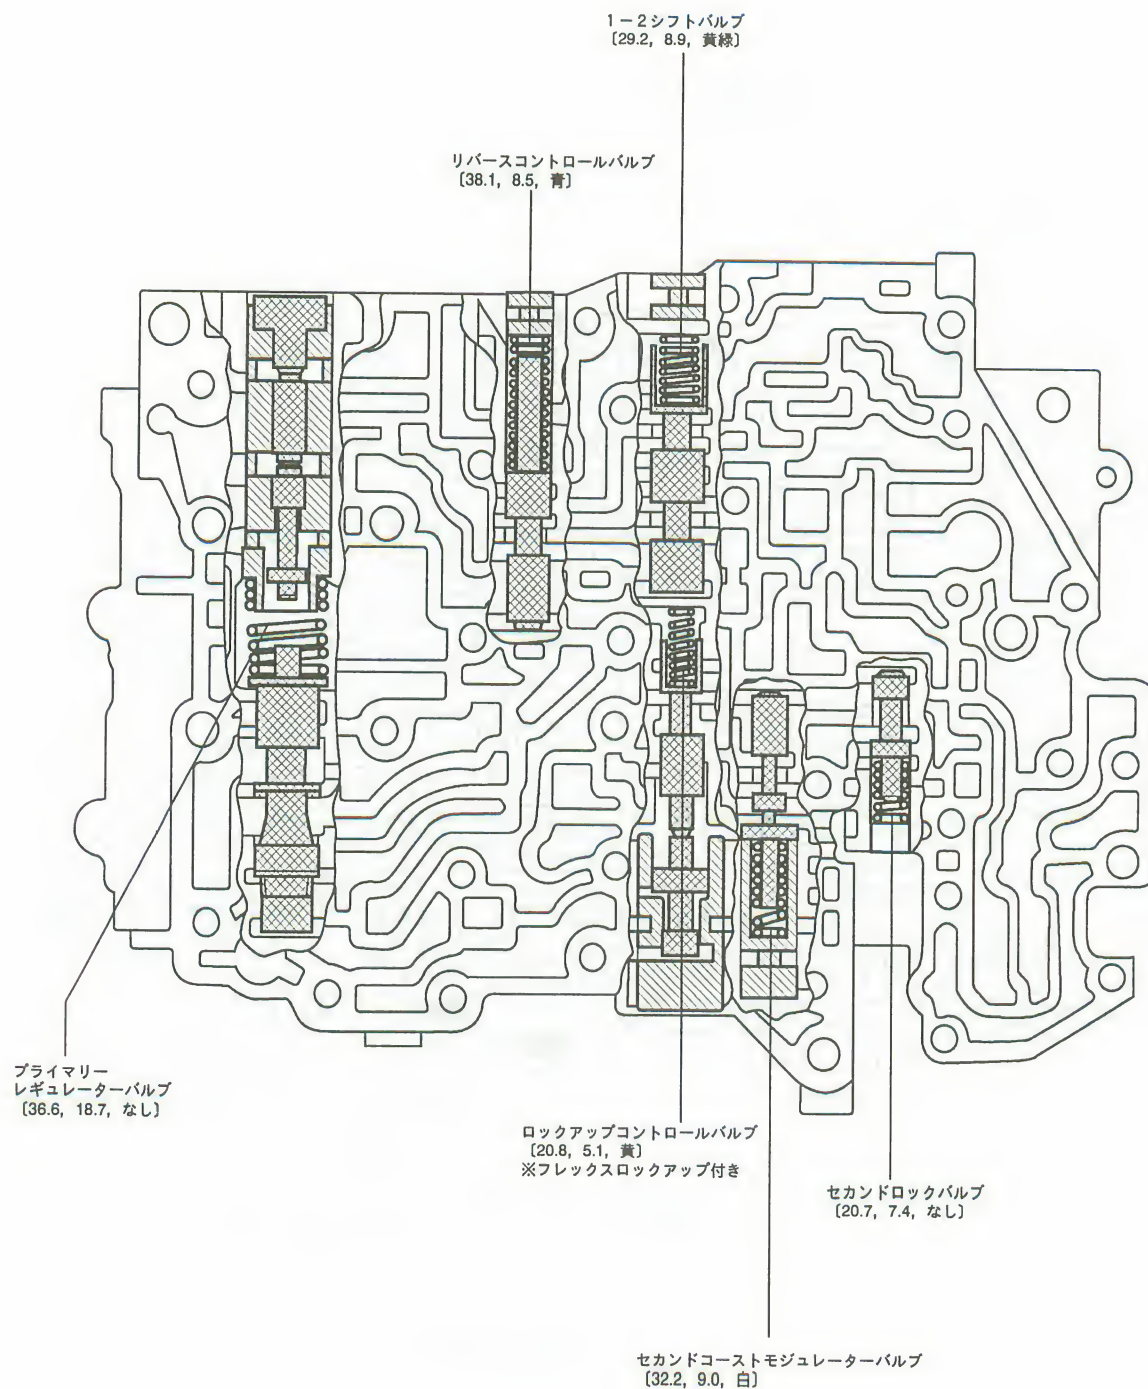 1－2シフトバルブ
〔29.2, 8.9, 黄緑〕
リバースコントロールバルブ
〔38.1, 8.5, 青〕
プライマリー
レギュレーターバルブ
〔36.6, 18.7, なし〕
ロックアップコントロールバルブ
〔20.8, 5.1, 黄〕
※フレックスロックアップ付き
セカンドロックバルブ
〔20.7, 7.4, なし〕
セカンドコーストモジュレーターバルブ
〔32.2, 9.0, 白〕